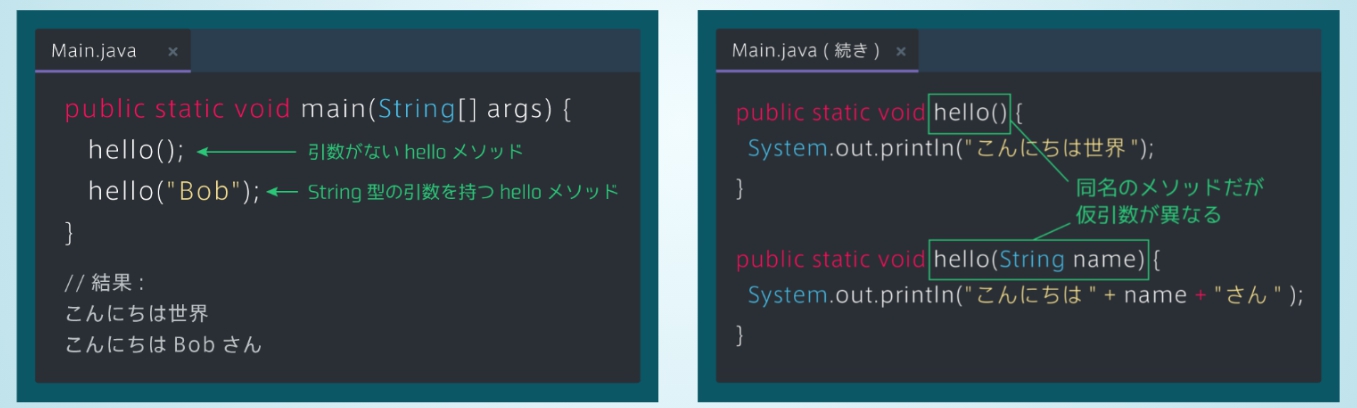 Main.java ×
public static void main(String[] args) {
hello(); 引数がない hello メソッド
hello("Bob"); String 型の引数を持つ hello メソッド
}
// 結果 :
こんにちは世界
こんにちは Bob さん
Main.java ( 続き ) ×
public static void hello() {
System.out.println("こんにちは世界 ");
}
同名のメソッドだが
仮引数が異なる
public static void hello(String name) {
System.out.println("こんにちは " + name + "さん " );
}